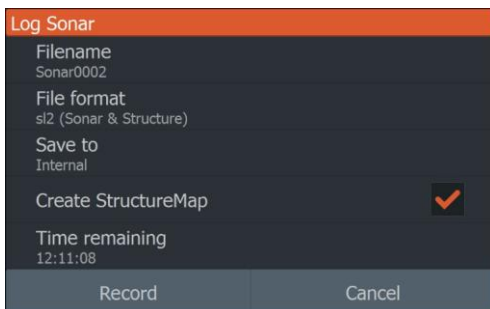 Log Sonar
Filename
Sonar0002
File format
sl2 (Sonar & Structure)
Save to
Internal
Create StructureMap
Time remaining
12:11:08
Record Cancel